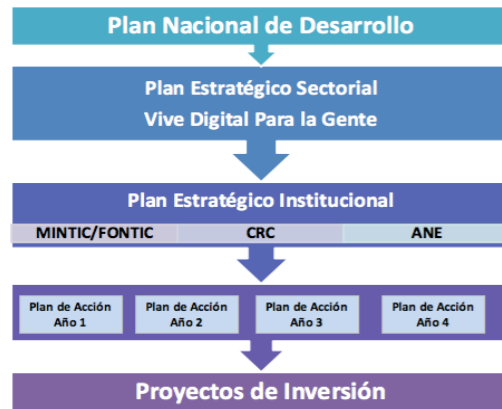 Plan Nacional de Desarrollo
Plan Estratégico Sectorial
Vive Digital Para la Gente
Plan Estratégico Institucional
MINTIC/FONTIC CRC ANE
Plan de Acción Plan de Acción Plan de Acción Plan de Acción
Año 1 Año 2 Año 3 Año 4
Proyectos de Inversión